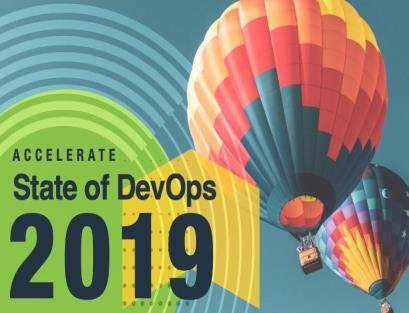 ACCELERATE
State of DevOps
2019